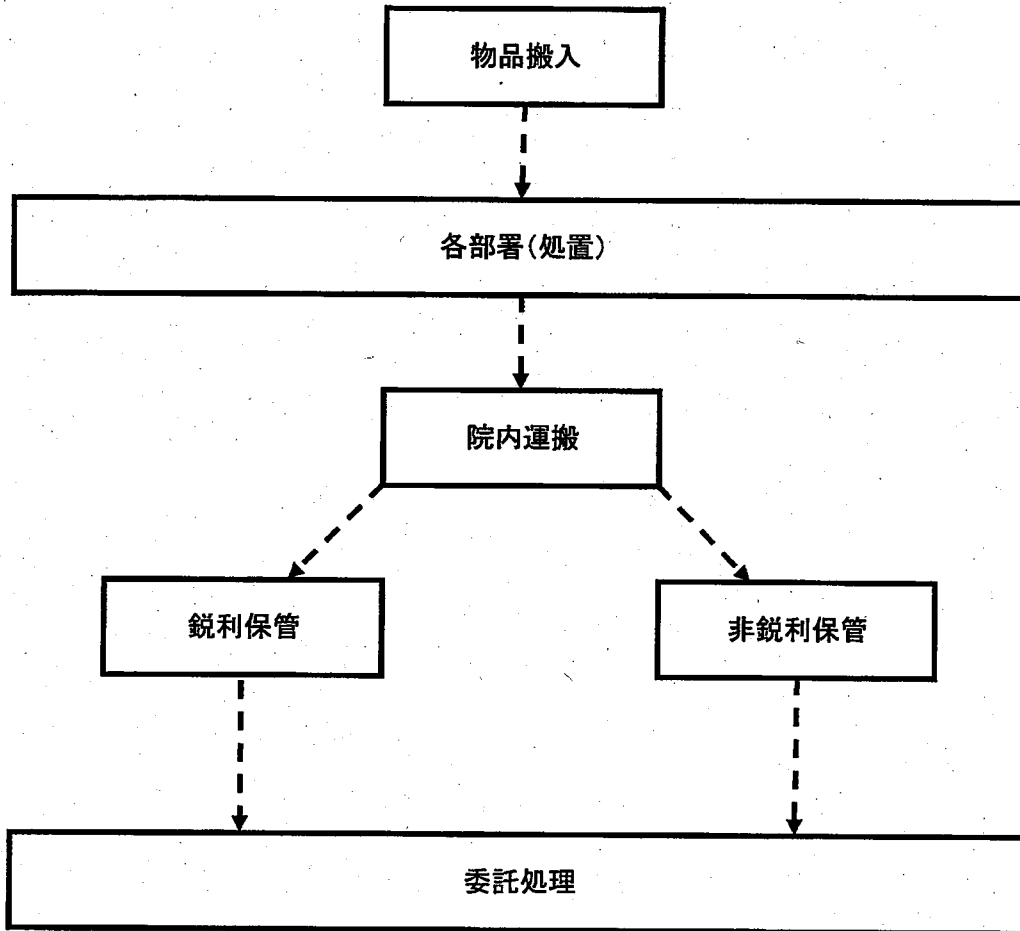 物品搬入
各部署(処置)
院内運搬
鋭利保管
非鋭利保管
委託処理